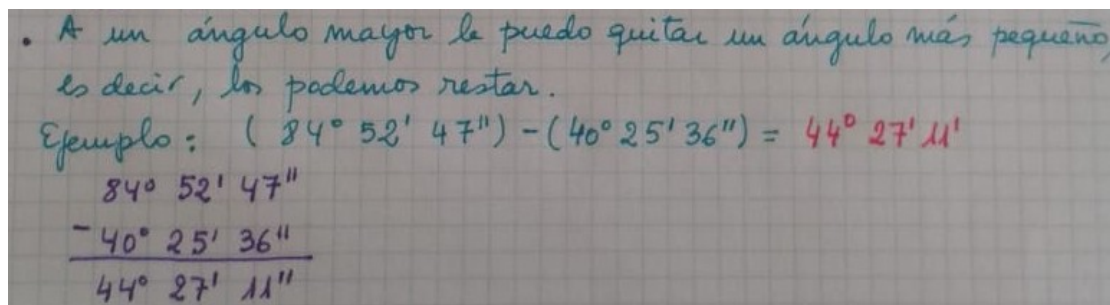 . A un ángulo mayor le puedo quitar un ángulo más pequeño,
es decir, los podemos restar.
Ejemplo: ( 84° 52' 47") - (40° 25' 36") = 44° 27' 11'
84° 52' 47"
- 40° 25' 36"
44° 27' 11"